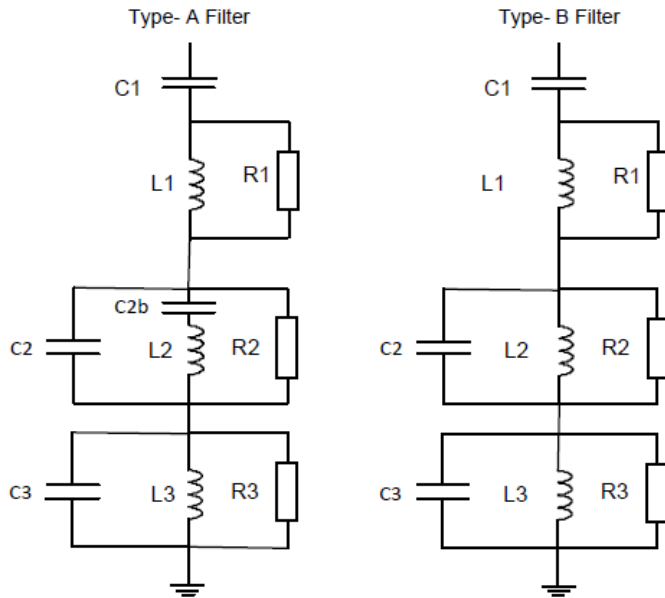 Type- A Filter
Type- B Filter
C1
L1
R1
C2b
C2
L2
R2
C3
L3
R3
C1
L1
R1
C2
L2
R2
C3
L3
R3